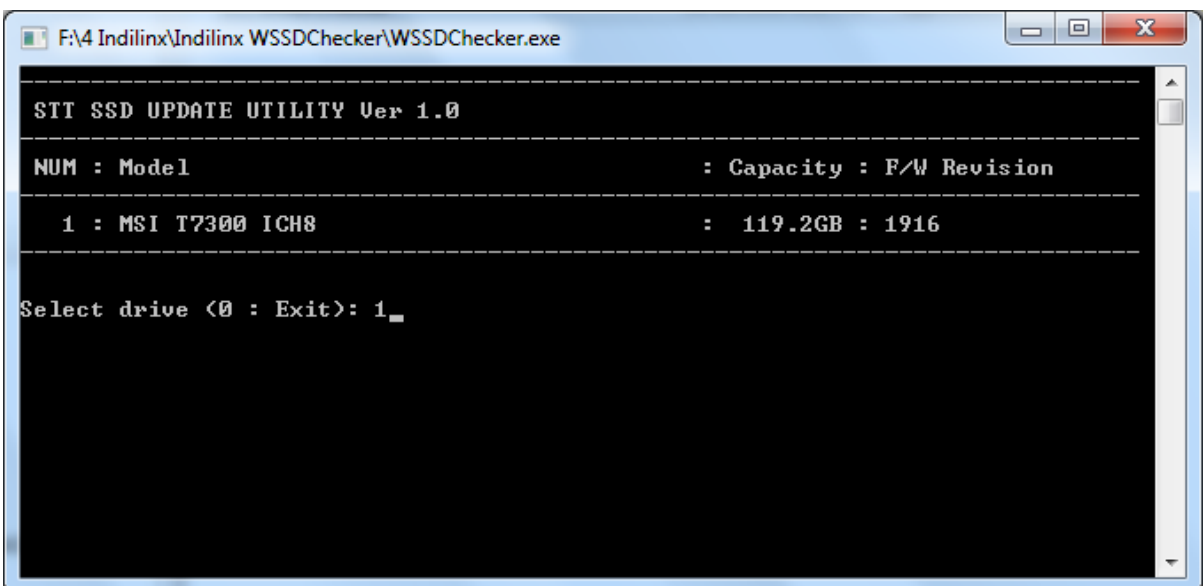 F:\4 Indilinx\Indilinx WSSDChecker\WSSDChecker.exe
STT SSD UPDATE UTILITY Ver 1.0
NUM : Model : Capacity : F/W Revision
1 : MSI T7300 ICH8 : 119.2GB : 1916
Select drive (0 : Exit): 1_